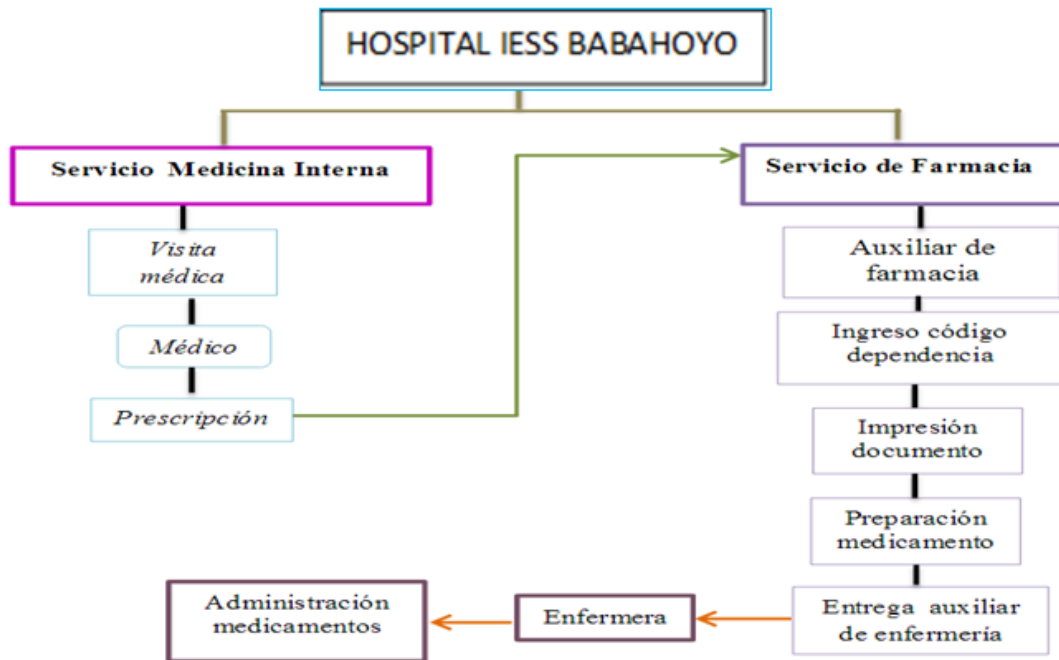 HOSPITAL IESS BABAHOYO
Servicio Medicina Interna
Visita
médica
Médico
Prescripción
Servicio de Farmacia
Auxiliar de
farmacia
Ingreso código
dependencia
Impresión
documento
Preparación
medicamento
Entrega auxiliar
de enfermería
Enfermera
Administración
medicamentos